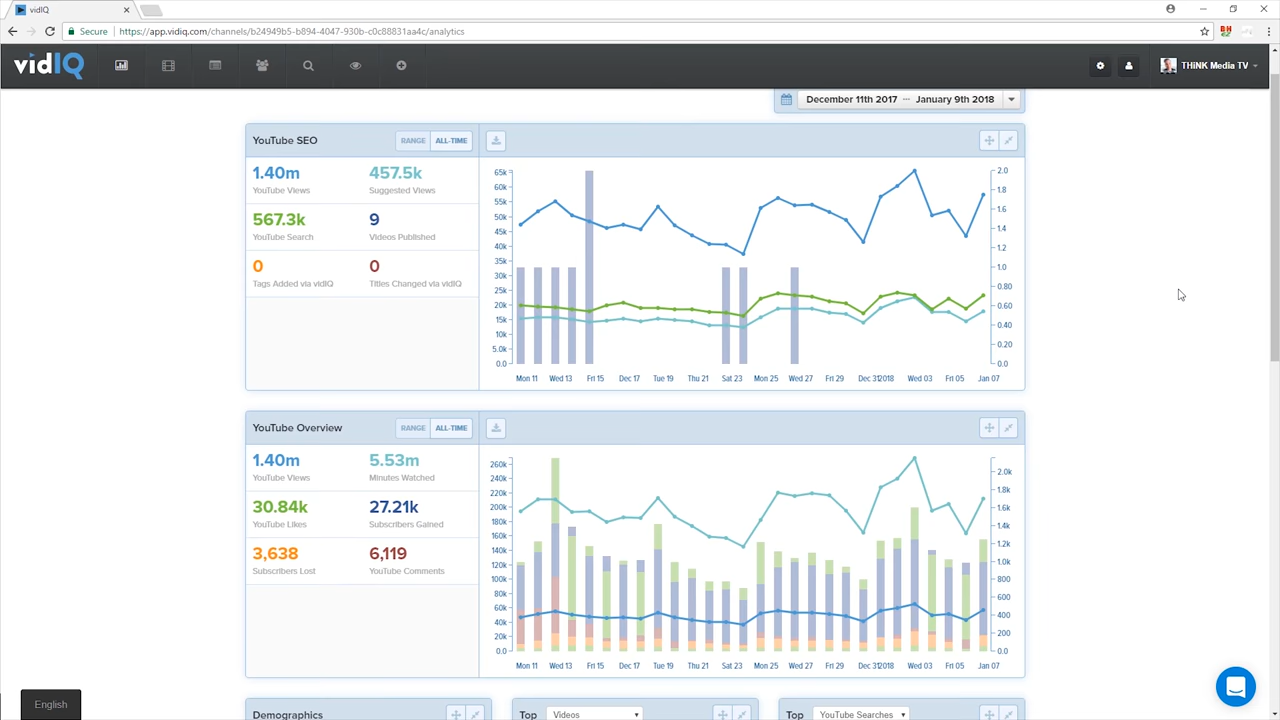 vidIQ
Secure
https://app.vidiq.com/channels/b24949b5-b894-4047-930b-c0c88831aa4c/analytics
vidIQ
THiNK Media TV
December 11th 2017 — January 9th 2018
YouTube SEO
RANGE
ALL-TIME
1.40m
YouTube Views
457.5k
Suggested Views
567.3k
YouTube Search
9
Videos Published
0
Tags Added via vidIQ
0
Titles Changed via vidIQ
65k
60k
55k
50k
45k
40k
35k
30k
25k
20k
15k
10k
5.0k
0.0
2.0
1.8
1.6
1.4
1.2
1.0
0.80
0.60
0.40
0.20
0.0
Mon 11 Wed 13 Fri 15 Dec 17 Tue 19 Thu 21 Sat 23 Mon 25 Wed 27 Fri 29 Dec 31 2018 Wed 03 Fri 05 Jan 07
YouTube Overview
RANGE
ALL-TIME
1.40m
YouTube Views
5.53m
Minutes Watched
30.84k
YouTube Likes
27.21k
Subscribers Gained
3,638
Subscribers Lost
6,119
YouTube Comments
260k
240k
220k
200k
180k
160k
140k
120k
100k
80k
60k
40k
20k
0.0
2.0k
1.8k
1.6k
1.4k
1.2k
1.0k
800
600
400
200
0.0
Mon 11 Wed 13 Fri 15 Dec 17 Tue 19 Thu 21 Sat 23 Mon 25 Wed 27 Fri 29 Dec 31 2018 Wed 03 Fri 05 Jan 07
English
Demographics
Top Videos
Top YouTube Searches